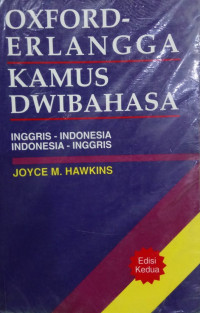 OXFORD-
ERLANGGA
KAMUS
DWIBAHASA
INGGRIS - INDONESIA
INDONESIA - INGGRIS
JOYCE M. HAWKINS
Edisi
Kedua